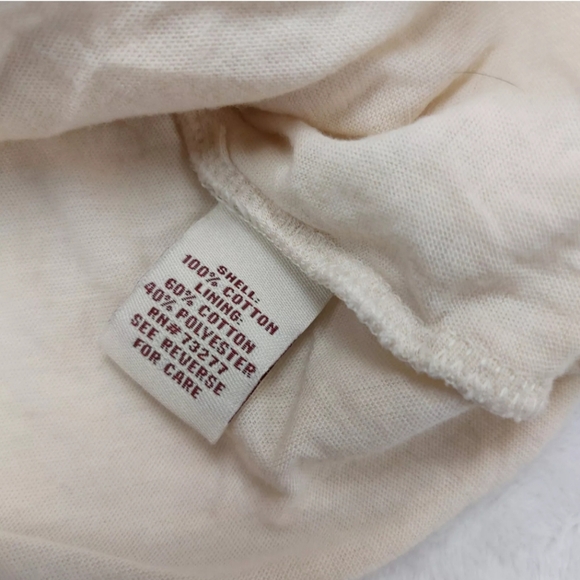 SHELL:
100% COTTON
LINING:
60% COTTON
40% POLYESTER
RN# 73277
SEE REVERSE
FOR CARE